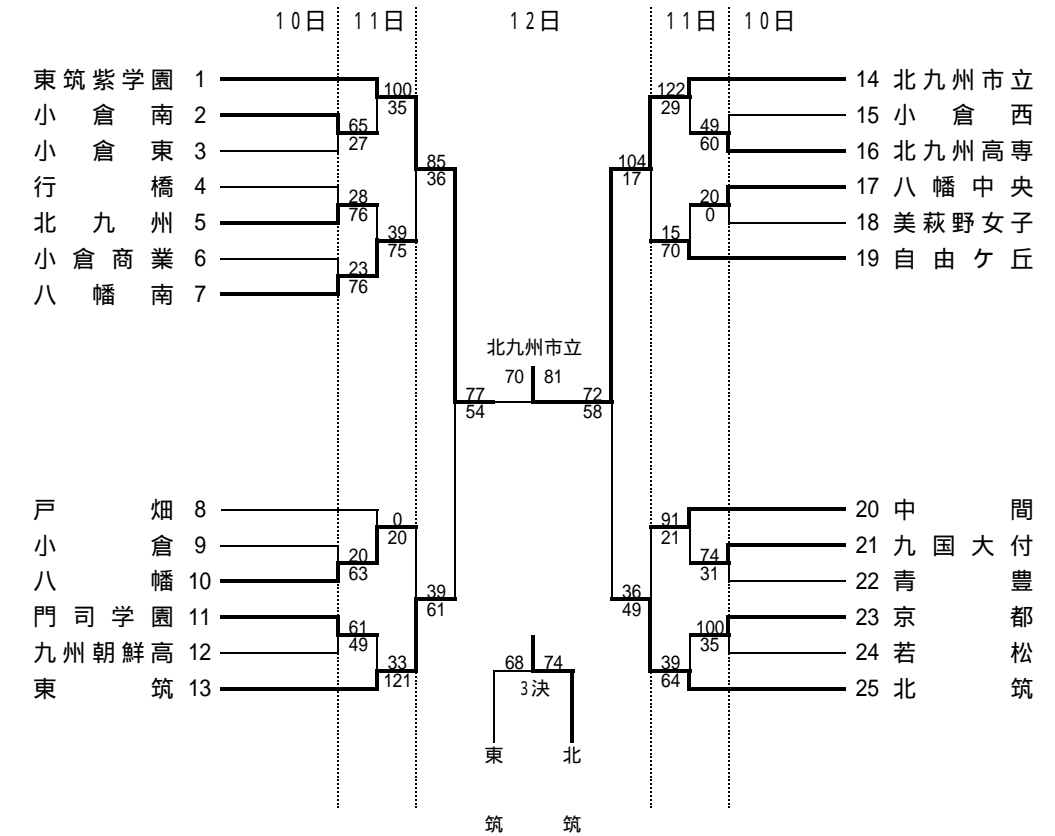 10日 11日 12日 11日 10日
東筑紫学園 1
小倉南 2
小倉東 3
行橋 4
北九州 5
小倉商業 6
八幡南 7
100
35
65
27
28
76
39
75
23
76
85
36
戸畑 8
小倉 9
八幡 10
門司学園 11
九州朝鮮高 12
東筑 13
0
20
20
63
61
49
33
121
39
61
77
54
北九州市立
70 81
72
58
68 74
3決
東筑
北筑
14 北九州市立
15 小倉西
16 北九州高専
17 八幡中央
18 美萩野女子
19 自由ケ丘
122
29
49
60
20
0
15
70
104
17
20 中間
21 九国大付
22 青豊
23 京都
24 若松
25 北筑
91
21
74
31
100
35
39
64
36
49